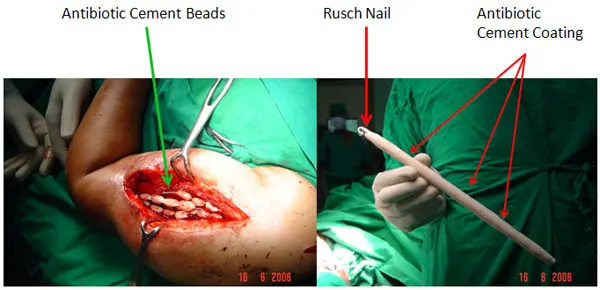 Antibiotic Cement Beads
Rusch Nail
Antibiotic
Cement Coating
16 6 2006
16 6 2006